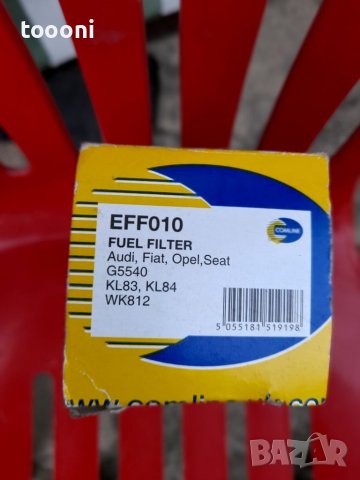 toooni
EFF010
COMLINE
FUEL FILTER
Audi, Fiat, Opel,Seat
G5540
KL83, KL84
WK812
5 055181 519198
BAZAR